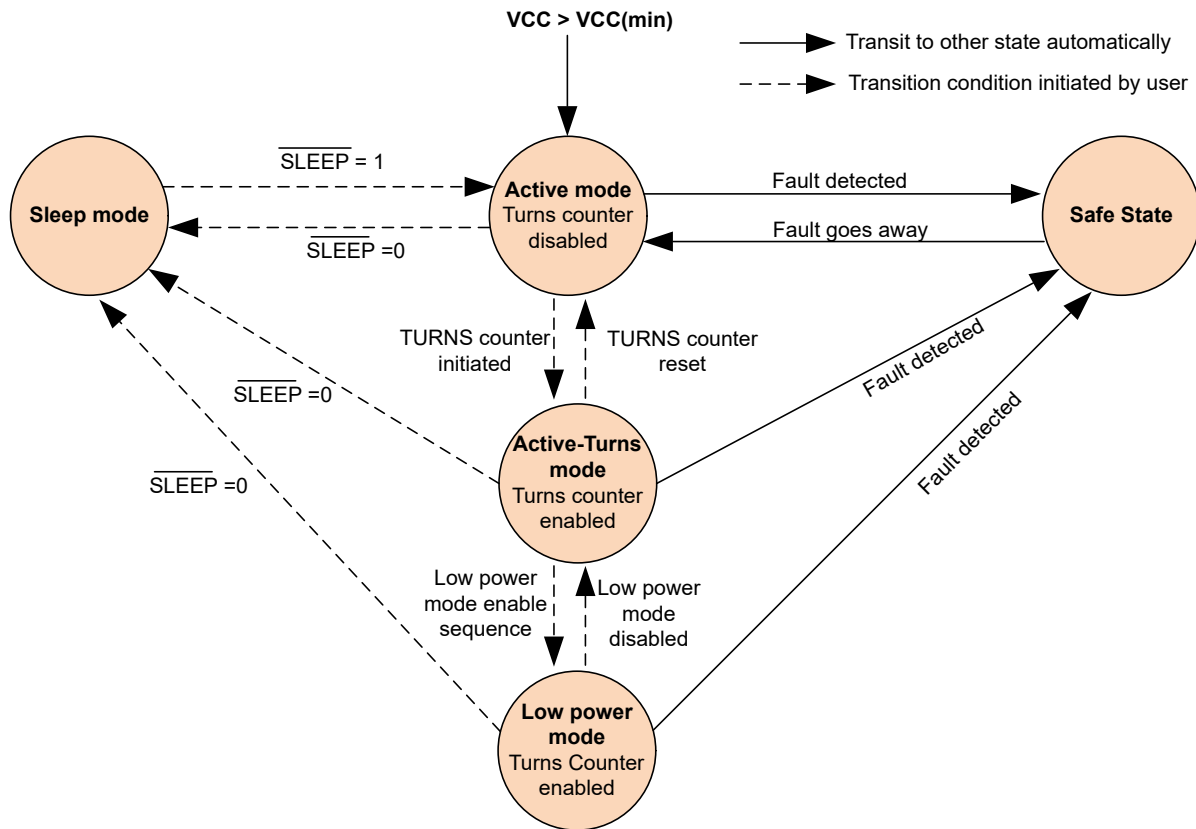 VCC > VCC(min)
Transit to other state automatically
Transition condition initiated by user
SLEEP = 1
Sleep mode
Active mode
Turns counter
disabled
Fault detected
Safe State
SLEEP =0
Fault goes away
TURNS counter
initiated
TURNS counter
reset
SLEEP =0
Fault detected
Active-Turns
mode
Turns counter
enabled
SLEEP =0
Fault detected
Low power
mode enable
sequence
Low power
mode
disabled
Low power
mode
Turns Counter
enabled